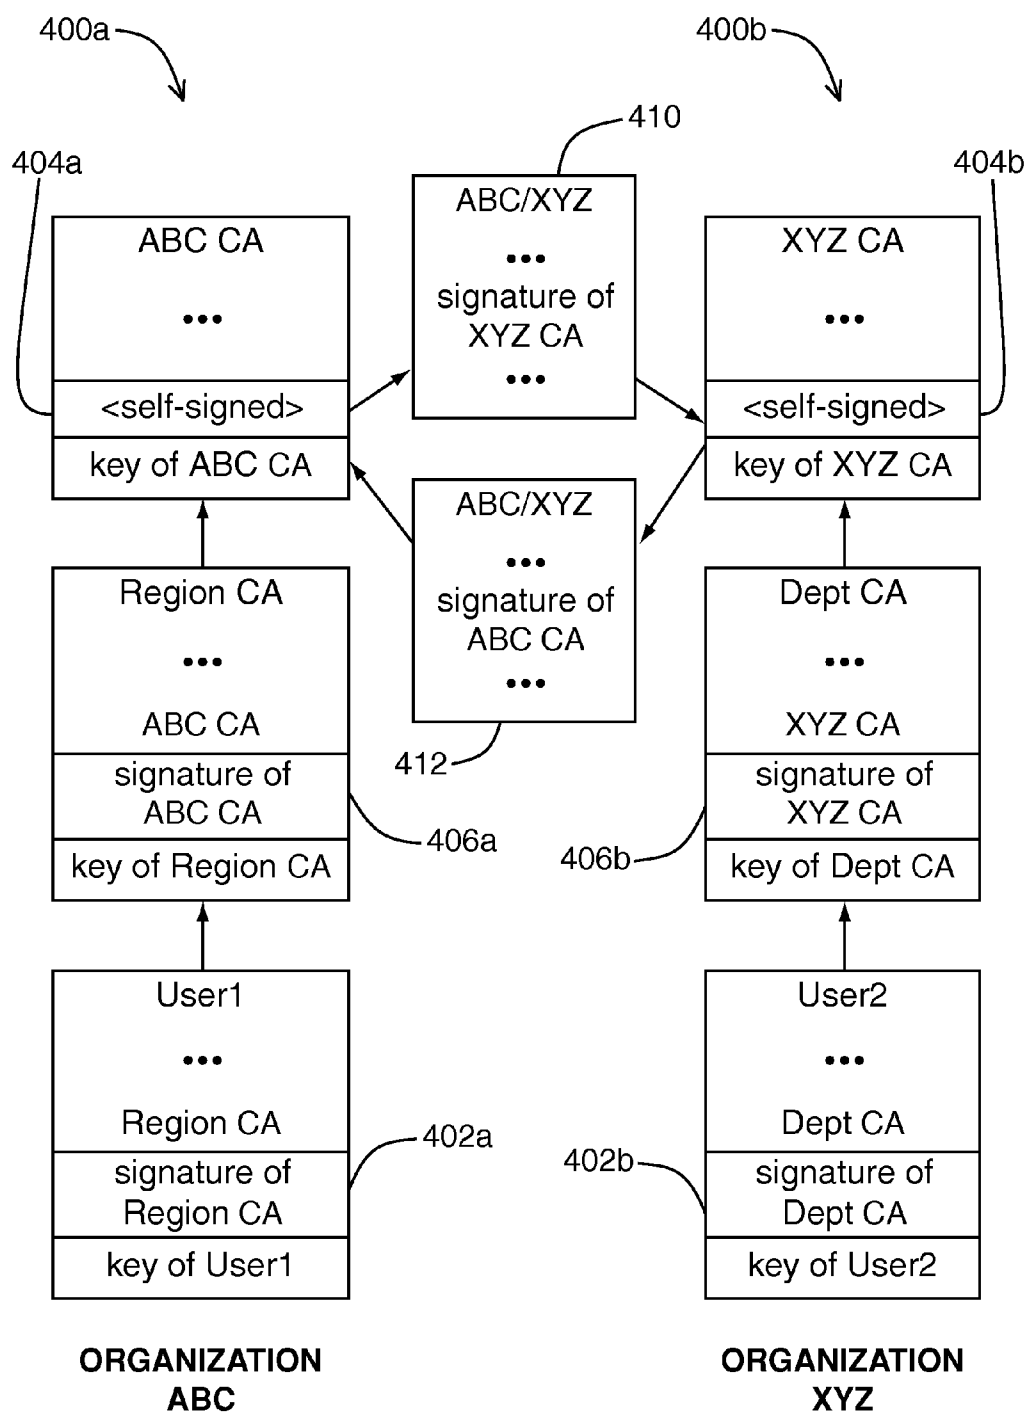 400a
400b
410
404a
404b
ABC/XYZ
...
signature of
XYZ CA
...
ABC CA
...
<self-signed>
key of ABC CA
XYZ CA
...
<self-signed>
key of XYZ CA
ABC/XYZ
...
signature of
ABC CA
...
412
Region CA
...
ABC CA
signature of
ABC CA
key of Region CA
406a
Dept CA
...
XYZ CA
signature of
XYZ CA
key of Dept CA
406b
User1
...
Region CA
signature of
Region CA
key of User1
402a
User2
...
Dept CA
signature of
Dept CA
key of User2
402b
ORGANIZATION
ABC
ORGANIZATION
XYZ